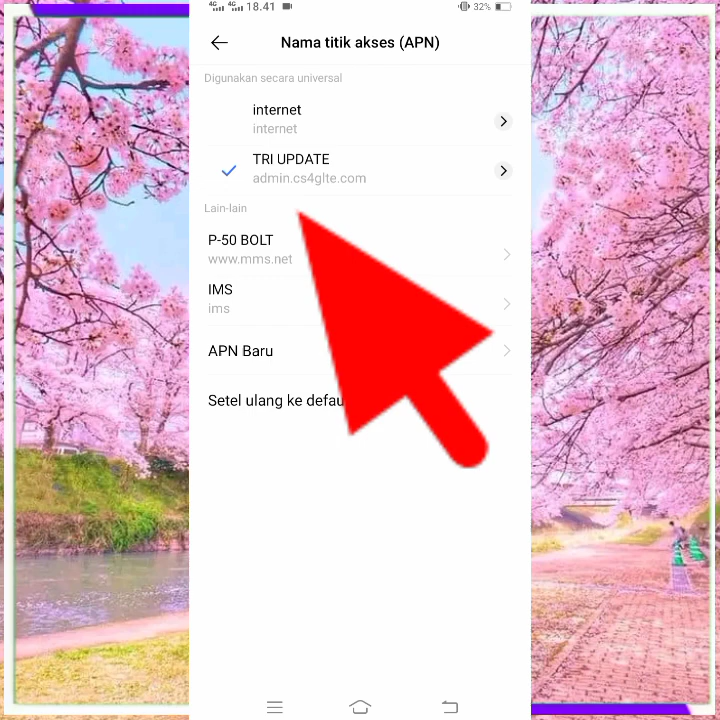 4G 4G 18.41 32%
Nama titik akses (APN)
Digunakan secara universal
internet
internet
TRI UPDATE
admin.cs4glte.com
Lain-lain
P-50 BOLT
www.mms.net
IMS
ims
APN Baru
Setel ulang ke defau